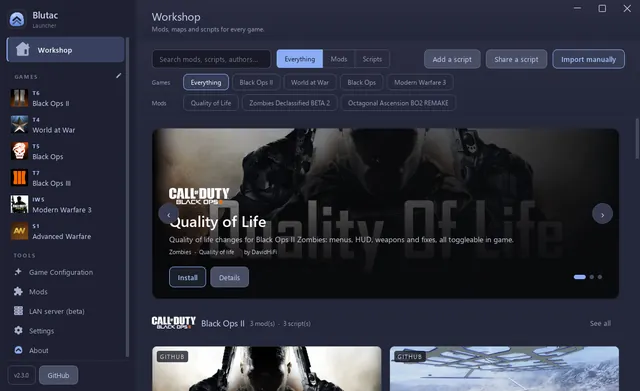 Blutac
Launcher
Workshop
GAMES
T6
Black Ops II
T4
World at War
T5
Black Ops
T7
Black Ops III
IW5
Modern Warfare 3
S1
Advanced Warfare
TOOLS
Game Configuration
Mods
LAN server (beta)
Settings
About
v2.3.0
GitHub
Workshop
Mods, maps and scripts for every game.
Search mods, scripts, authors...
Everything
Mods
Scripts
Add a script
Share a script
Import manually
Games
Everything
Black Ops II
World at War
Black Ops
Modern Warfare 3
Mods
Quality of Life
Zombies Declassified BETA 2
Octagonal Ascension BO2 REMAKE
CALL OF DUTY
BLACK OPS II
Quality Of Life
Quality of Life
Quality of life changes for Black Ops II Zombies: menus, HUD, weapons and fixes, all toggleable in game.
Zombies · Quality of life · by DavidHiFi
Install
Details
CALL OF DUTY
BLACK OPS II
Black Ops II
3 mod(s) · 3 script(s)
See all
GITHUB
GITHUB